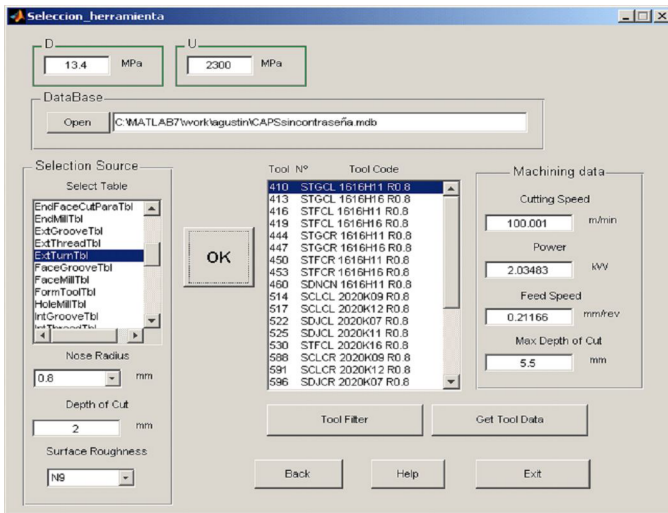 Seleccion_herramienta
D
13.4 MPa
U
2300 MPa
DataBase
Open C:\MATLAB7\work\agustin\CAPSsincontraseña.mdb
Selection Source
Select Table
EndFaceCutParaTbl
EndMillTbl
ExtGrooveTbl
ExtThreadTbl
ExtTurnTbl
FaceGrooveTbl
FaceMillTbl
FormToolTbl
HoleMillTbl
IntGrooveTbl
IntThreadTbl
Nose Radius
0.8 mm
Depth of Cut
2 mm
Surface Roughness
N9
OK
Tool Nº Tool Code
410 STGCL 1616H11 R0.8
413 STGCL 1616H16 R0.8
416 STFCL 1616H11 R0.8
419 STFCL 1616H16 R0.8
444 STGCR 1616H11 R0.8
447 STGCR 1616H16 R0.8
450 STFCR 1616H11 R0.8
453 STFCR 1616H16 R0.8
460 SDNCN 1616H11 R0.8
514 SCLCL 2020K09 R0.8
517 SCLCL 2020K12 R0.8
522 SDJCL 2020K07 R0.8
525 SDJCL 2020K11 R0.8
530 STFCL 2020K16 R0.8
588 SCLCR 2020K09 R0.8
591 SCLCR 2020K12 R0.8
596 SDJCR 2020K07 R0.8
Machining data
Cutting Speed
100.001 m/min
Power
2.03483 kW
Feed Speed
0.21166 mm/rev
Max Depth of Cut
5.5 mm
Tool Filter
Get Tool Data
Back
Help
Exit